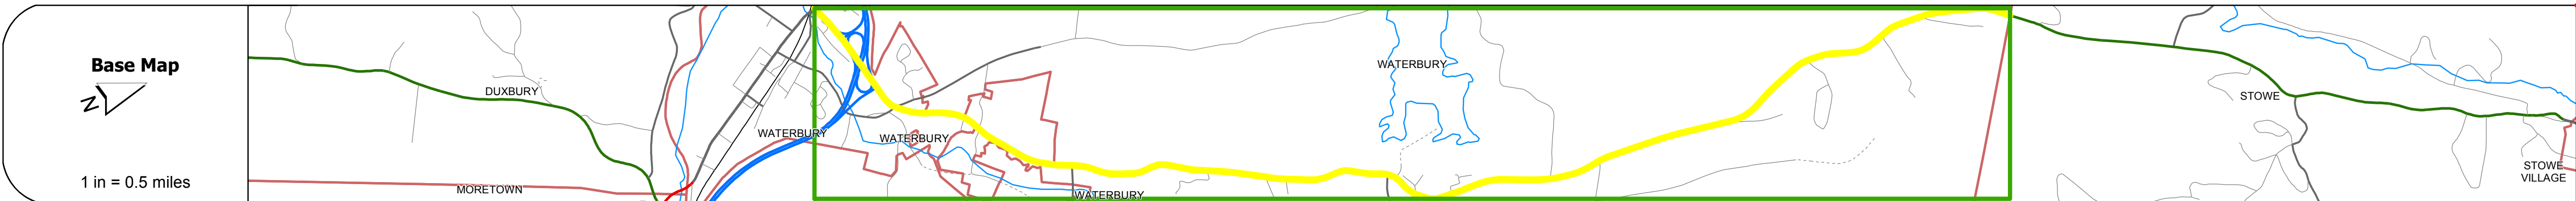 Base Map
N
1 in = 0.5 miles
DUXBURY
MORETOWN
WATERBURY
WATERBURY
WATERBURY
WATERBURY
STOWE
STOWE
VILLAGE